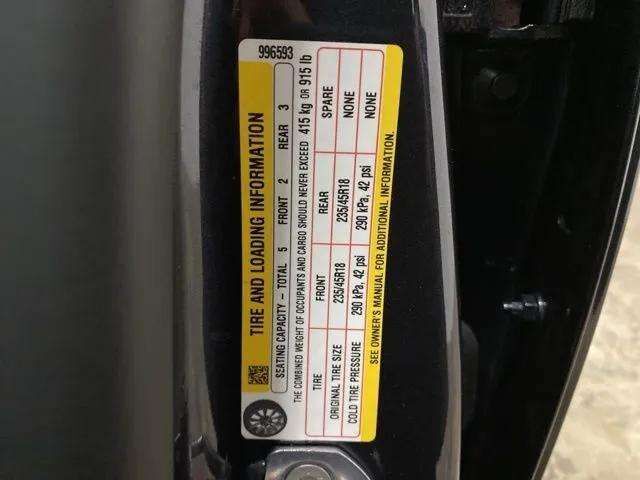 996593
TIRE AND LOADING INFORMATION
SEATING CAPACITY - TOTAL 5 FRONT 2 REAR 3
THE COMBINED WEIGHT OF OCCUPANTS AND CARGO SHOULD NEVER EXCEED 415 kg OR 915 lb
TIRE FRONT REAR SPARE
ORIGINAL TIRE SIZE 235/45R18 235/45R18 NONE
COLD TIRE PRESSURE 290 kPa, 42 psi 290 kPa, 42 psi NONE
SEE OWNER'S MANUAL FOR ADDITIONAL INFORMATION.